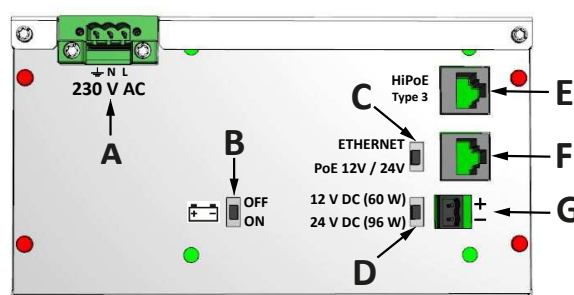 ⏚ N L
230 V AC
A
B
OFF
ON
+ -
C
ETHERNET
PoE 12V / 24V
12 V DC (60 W)
24 V DC (96 W)
D
HiPoE
Type 3
E
F
+
−
G